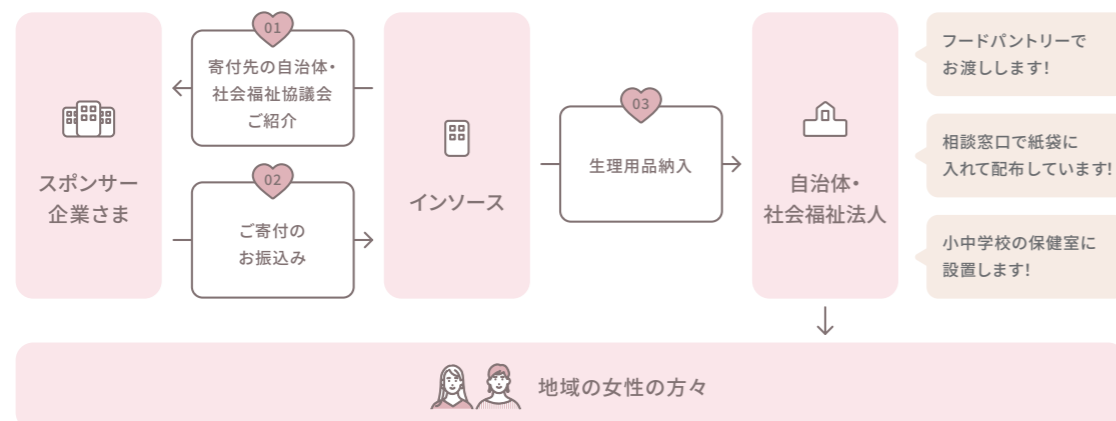 スポンサー
企業さま
01
寄付先の自治体・
社会福祉協議会
ご紹介
02
ご寄付の
お振込み
インソース
03
生理用品納入
自治体・
社会福祉法人
フードパントリーで
お渡しします!
相談窓口で紙袋に
入れて配布しています!
小中学校の保健室に
設置します!
地域の女性の方々